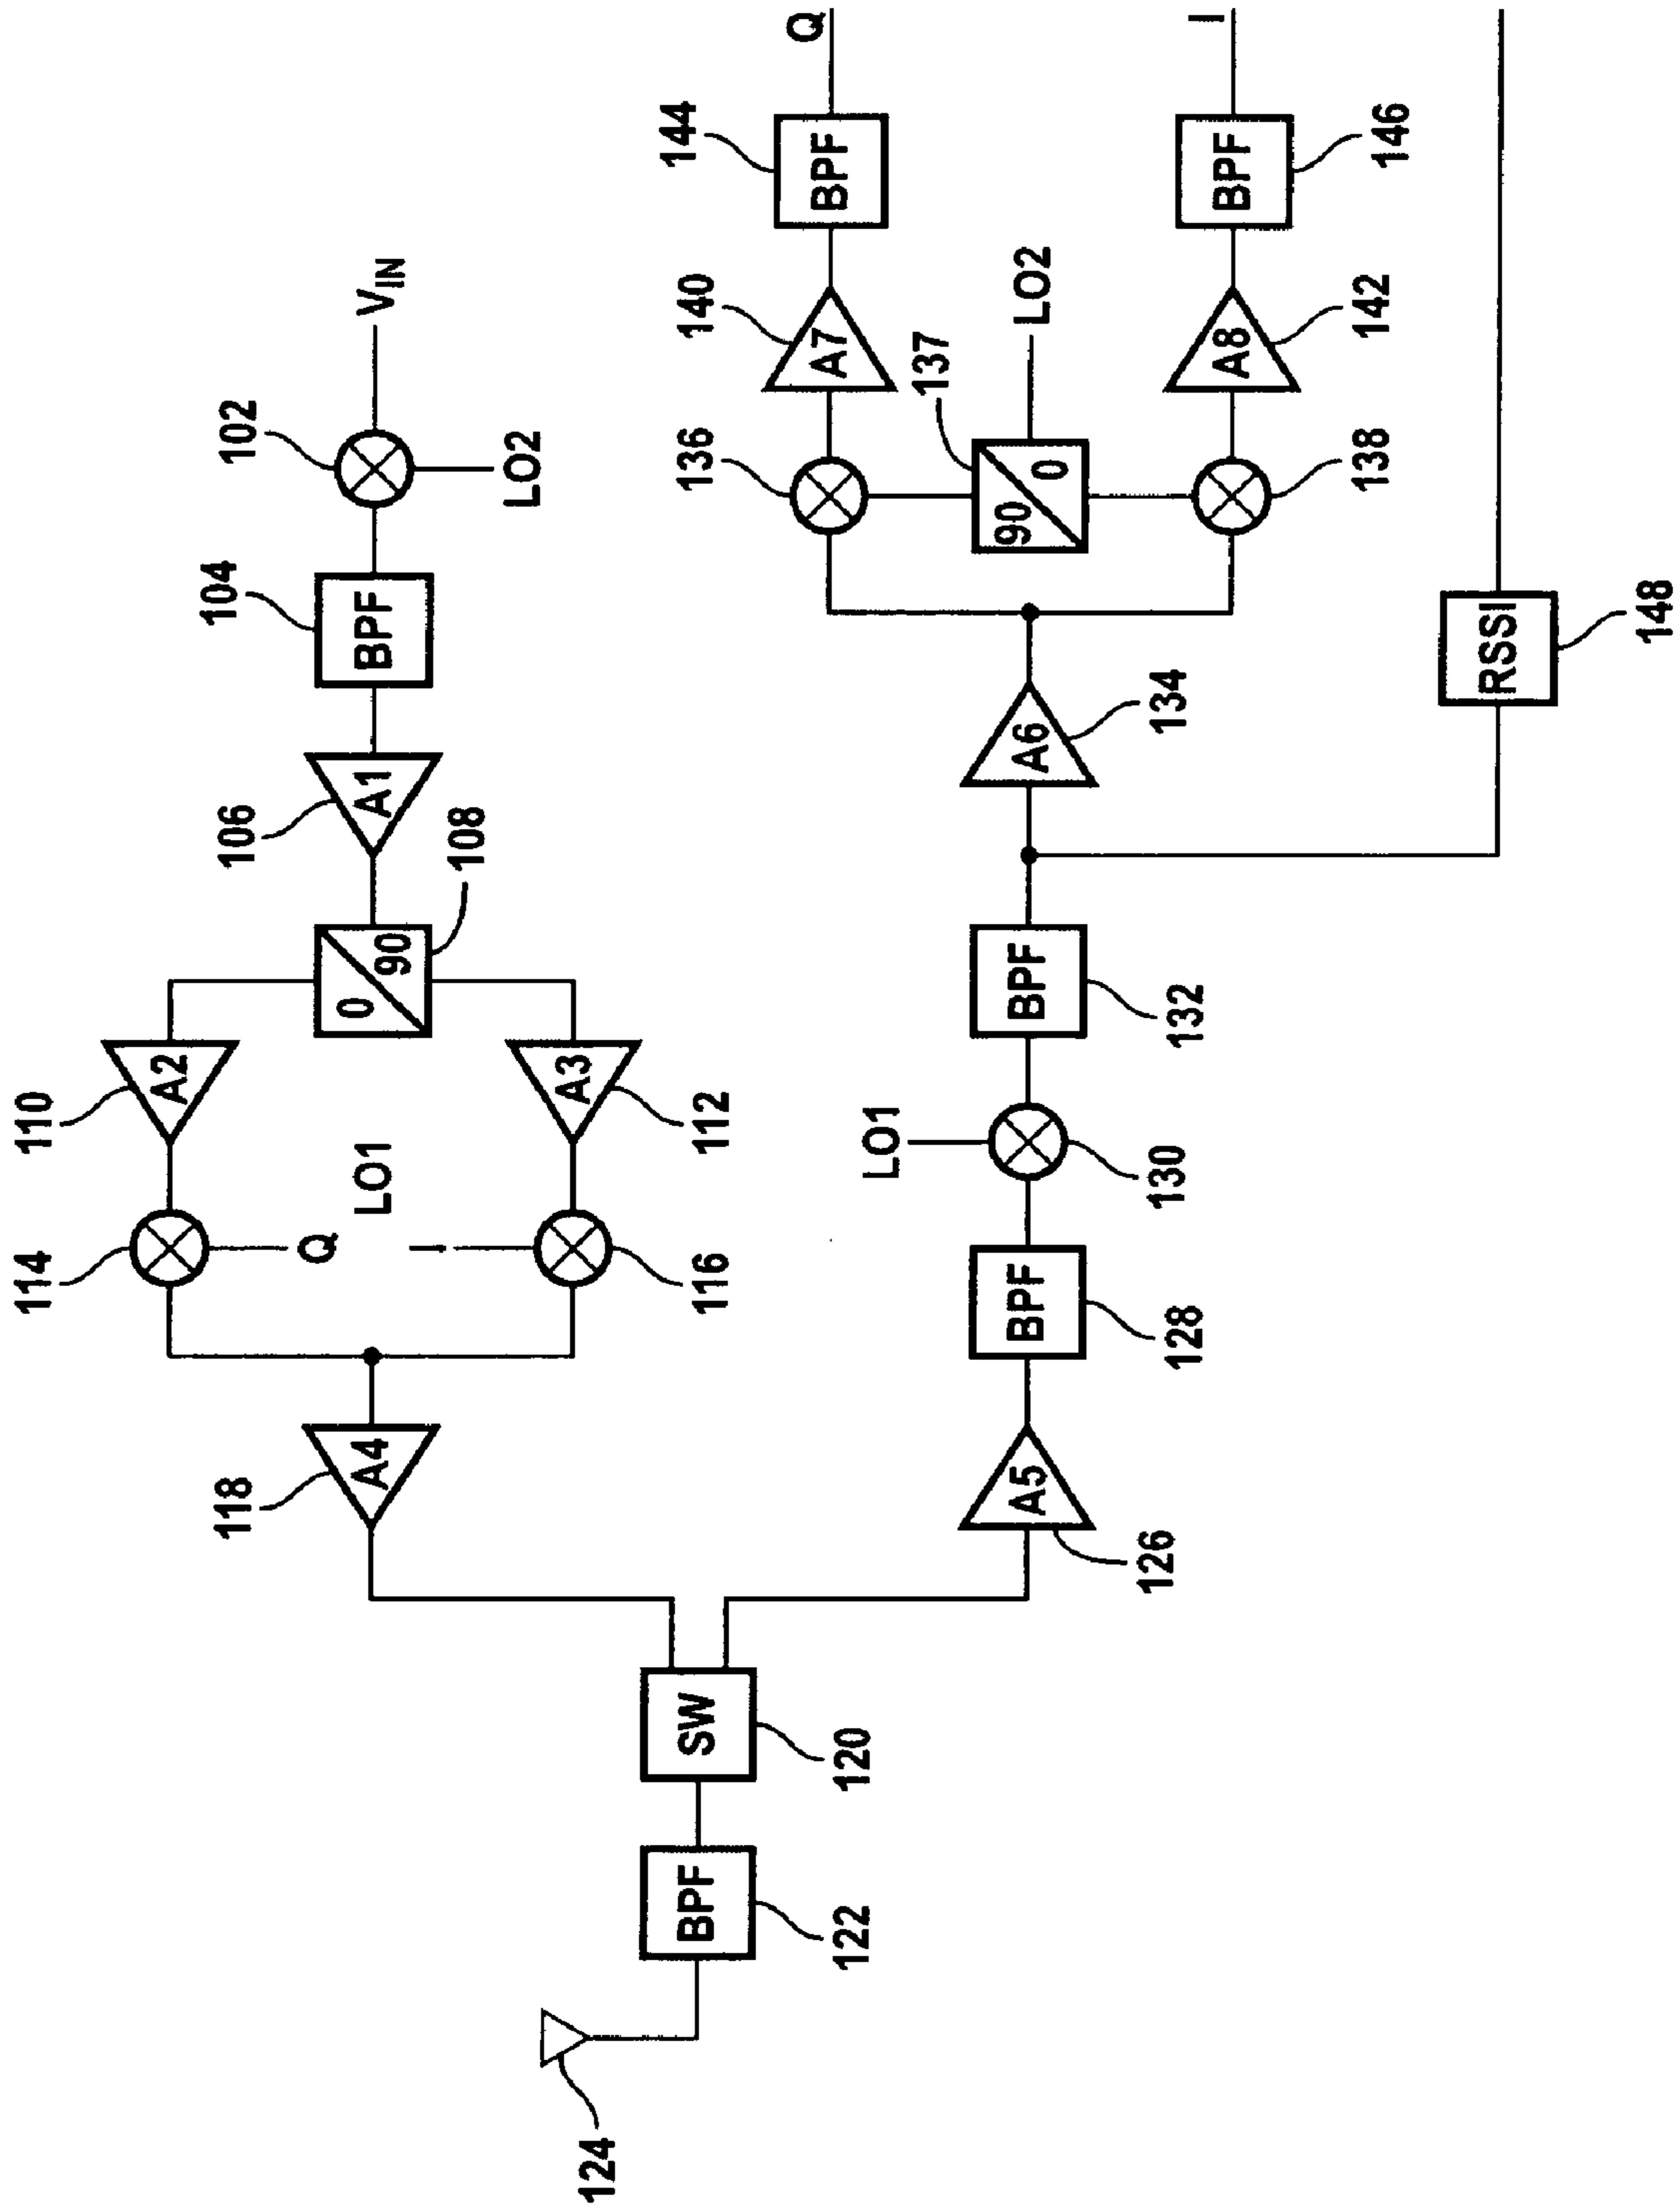 114
110
A2
118
106
104
102
Q
LO1
0
90
A4
A1
BPF
VIN
I
108
LO2
A3
124
116
112
BPF
SW
136
140
144
A7
BPF
Q
122
120
LO1
137
A5
BPF
BPF
A6
90
0
LO2
126
128
130
132
134
A8
BPF
I
138
142
146
RSSI
148